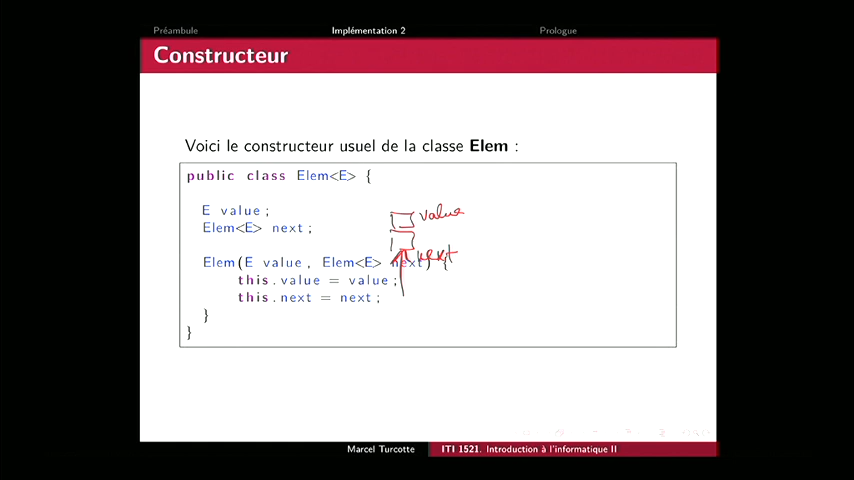 Préambule Implémentation 2 Prologue
Constructeur
Voici le constructeur usuel de la classe Elem :
public class Elem<E> {
E value ;
value
Elem<E> next ;
next
Elem(E value , Elem<E> next) {
this.value = value ;
this.next = next ;
}
}
Marcel Turcotte ITI 1521. Introduction à l'informatique II